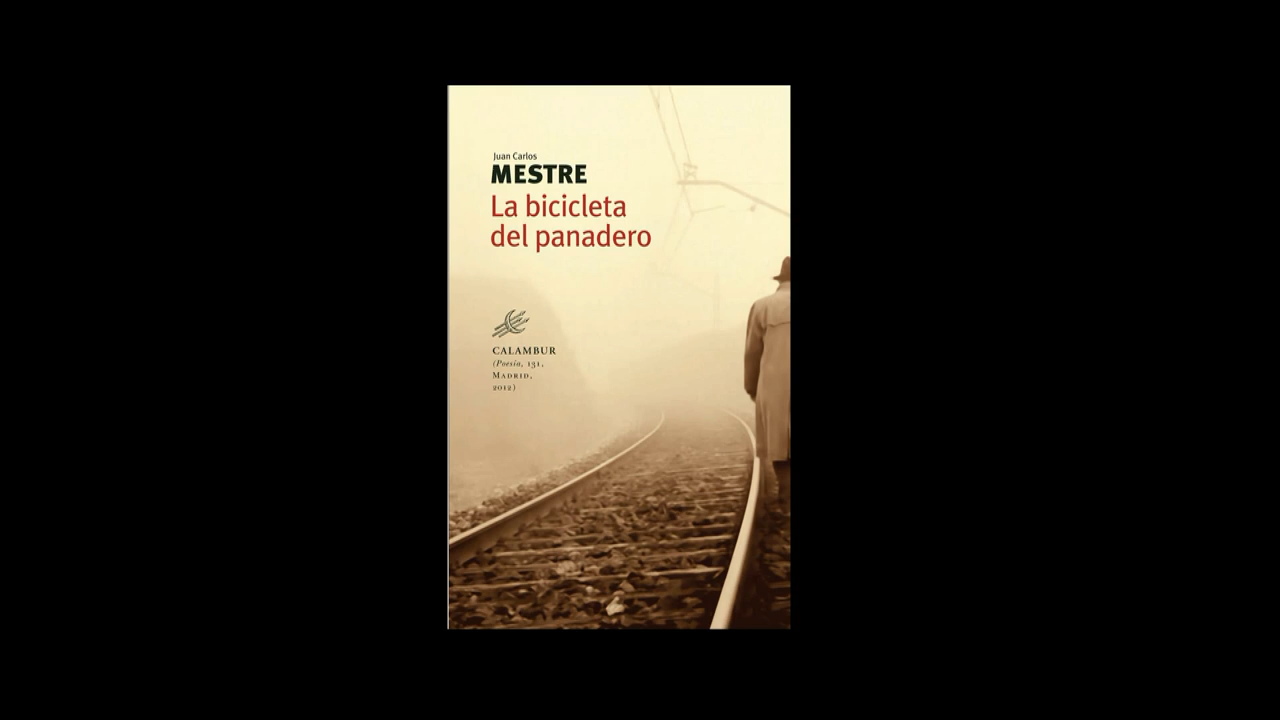 Juan Carlos
MESTRE
La bicicleta
del panadero
CALAMBUR
(Poesía, 131,
Madrid,
2012)